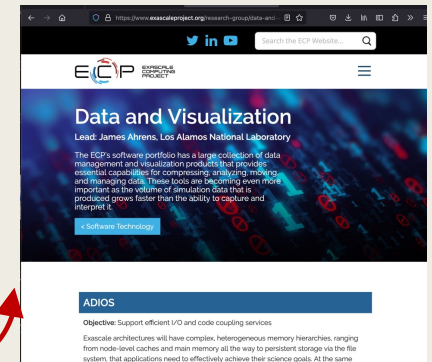 https://www.exascaleproject.org/research-group/data-and-
Search the ECP Website...
ECP EXASCALE COMPUTING PROJECT
Data and Visualization
Lead: James Ahrens, Los Alamos National Laboratory
The ECP's software portfolio has a large collection of data
management and visualization products that provides
essential capabilities for compressing, analyzing, moving,
and managing data. These tools are becoming even more
important as the volume of simulation data that is
produced grows faster than the ability to capture and
interpret it.
< Software Technology
ADIOS
Objective: Support efficient I/O and code coupling services
Exascale architectures will have complex, heterogeneous memory hierarchies, ranging
from node-level caches and main memory all the way to persistent storage via the file
system, that applications need to effectively achieve their science goals. At the same